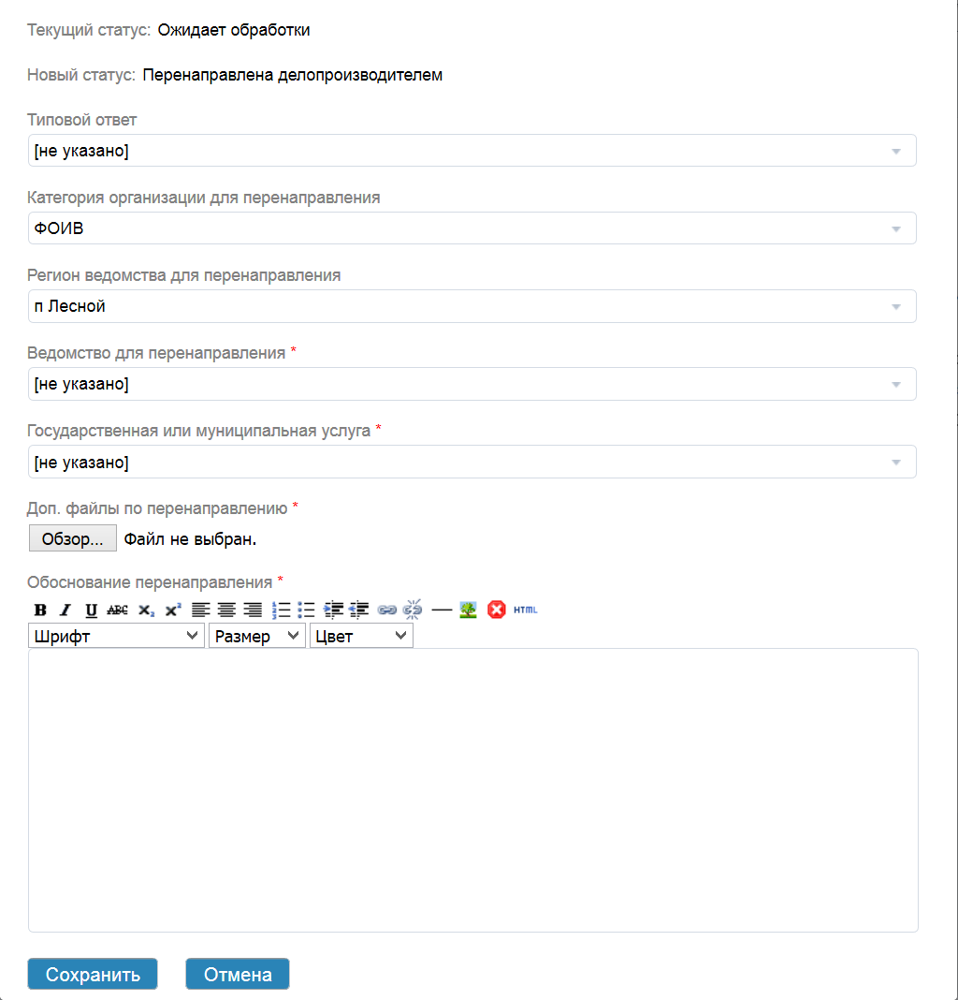 Текущий статус: Ожидает обработки
Новый статус: Перенаправлена делопроизводителем
Типовой ответ
[не указано]
Категория организации для перенаправления
ФОИВ
Регион ведомства для перенаправления
п Лесной
Ведомство для перенаправления *
[не указано]
Государственная или муниципальная услуга *
[не указано]
Доп. файлы по перенаправлению *
Обзор... Файл не выбран.
Обоснование перенаправления *
B I U ABC X₂ X² HTML
Шрифт Размер Цвет
Сохранить Отмена